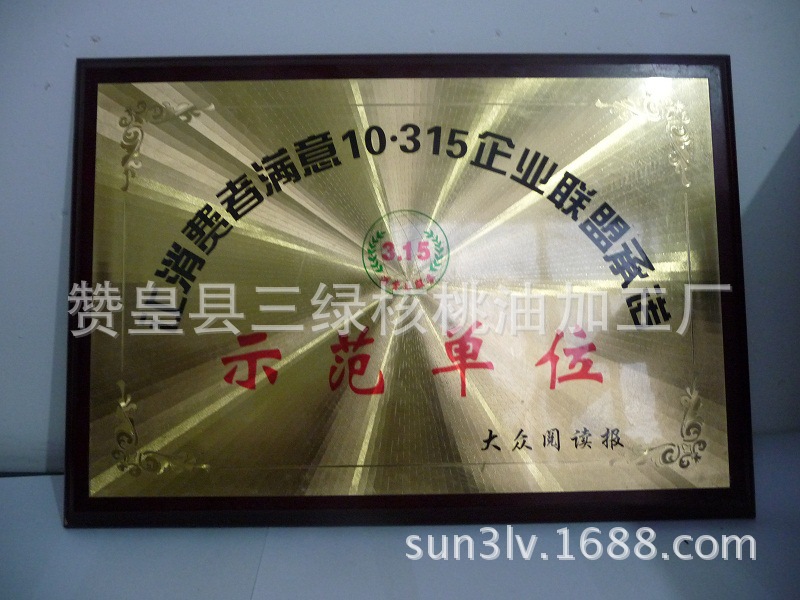 消费者满意10·315企业联盟承诺
3.15
赞皇县三绿核桃油加工厂
示范单位
大众阅读报
sun3lv.1688.com